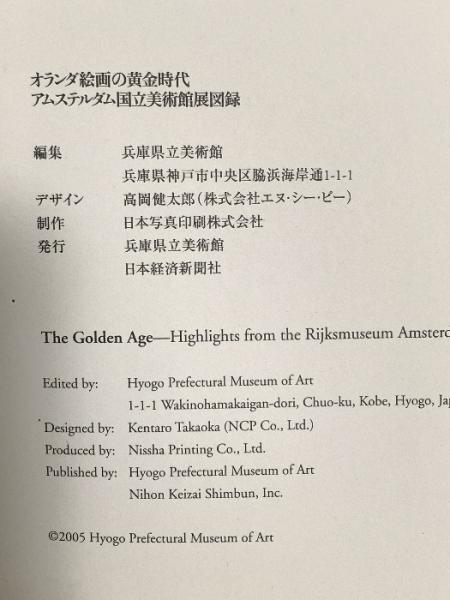 オランダ絵画の黄金時代
アムステルダム国立美術館展図録
編集 兵庫県立美術館
兵庫県神戸市中央区脇浜海岸通1-1-1
デザイン 高岡健太郎(株式会社エヌ・シー・ピー)
制作 日本写真印刷株式会社
発行 兵庫県立美術館
日本経済新聞社
The Golden Age—Highlights from the Rijksmuseum Amsterd
Edited by: Hyogo Prefectural Museum of Art
1-1-1 Wakinohamakaigan-dori, Chuo-ku, Kobe, Hyogo, Jap
Designed by: Kentaro Takaoka (NCP Co., Ltd.)
Produced by: Nissha Printing Co., Ltd.
Published by: Hyogo Prefectural Museum of Art
Nihon Keizai Shimbun, Inc.
©2005 Hyogo Prefectural Museum of Art